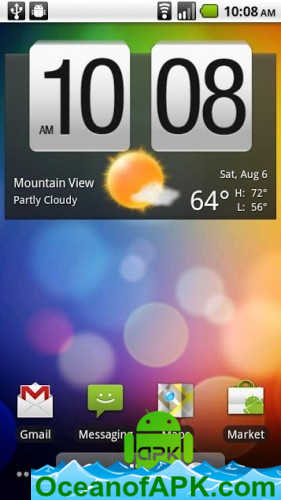 10:08 AM
AM 10 08
Mountain View
Partly Cloudy
Sat, Aug 6
64° H: 72°
L: 56°
Gmail
Messaging
Market
APK
OceanofAPK.com